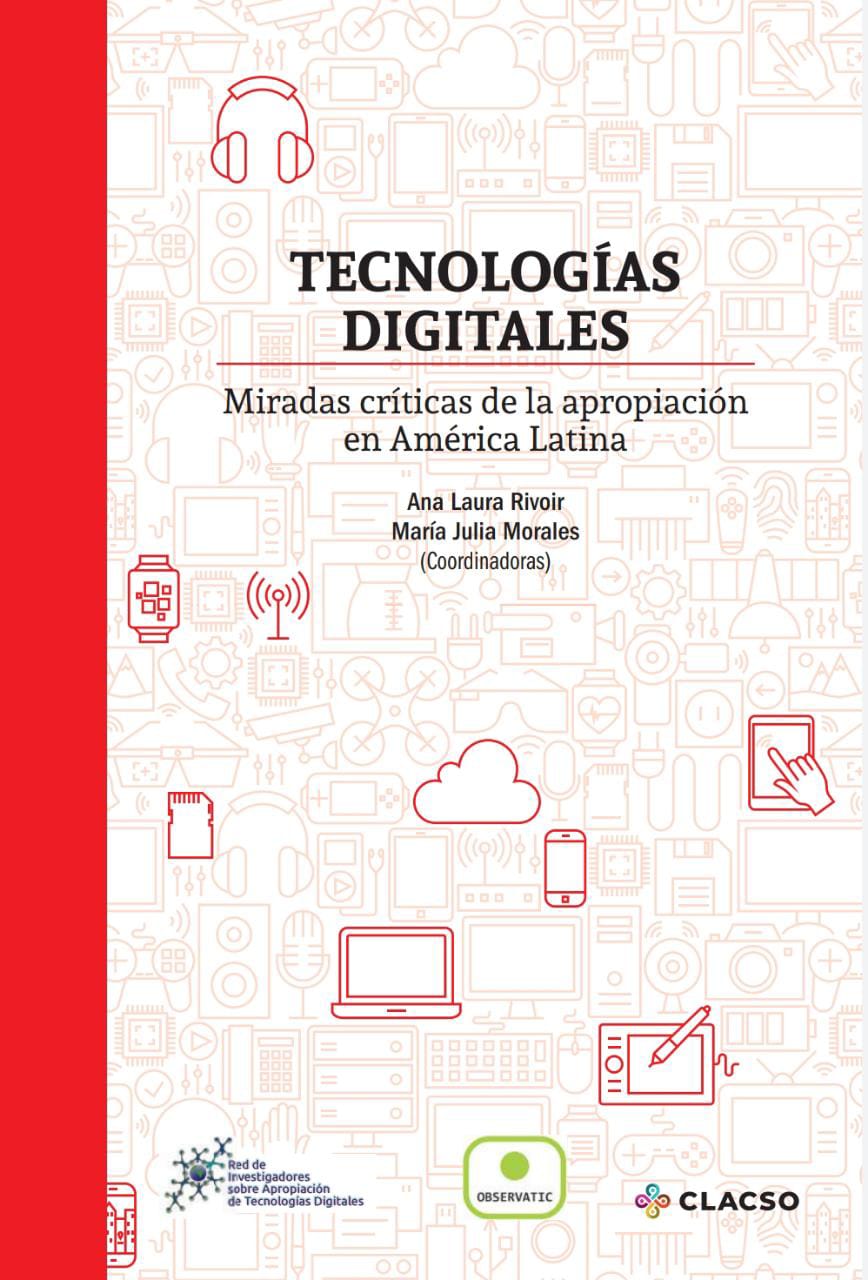 TECNOLOGÍAS
DIGITALES
Miradas críticas de la apropiación
en América Latina
Ana Laura Rivoir
María Julia Morales
(Coordinadoras)
Red de
Investigadores
sobre Apropiación
de Tecnologías Digitales
OBSERVATIC
CLACSO